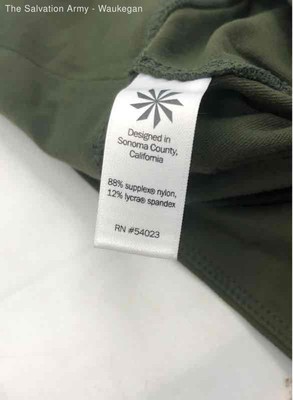 The Salvation Army - Waukegan
Designed in
Sonoma County,
California
88% supplex® nylon,
12% lycra® spandex
RN #54023